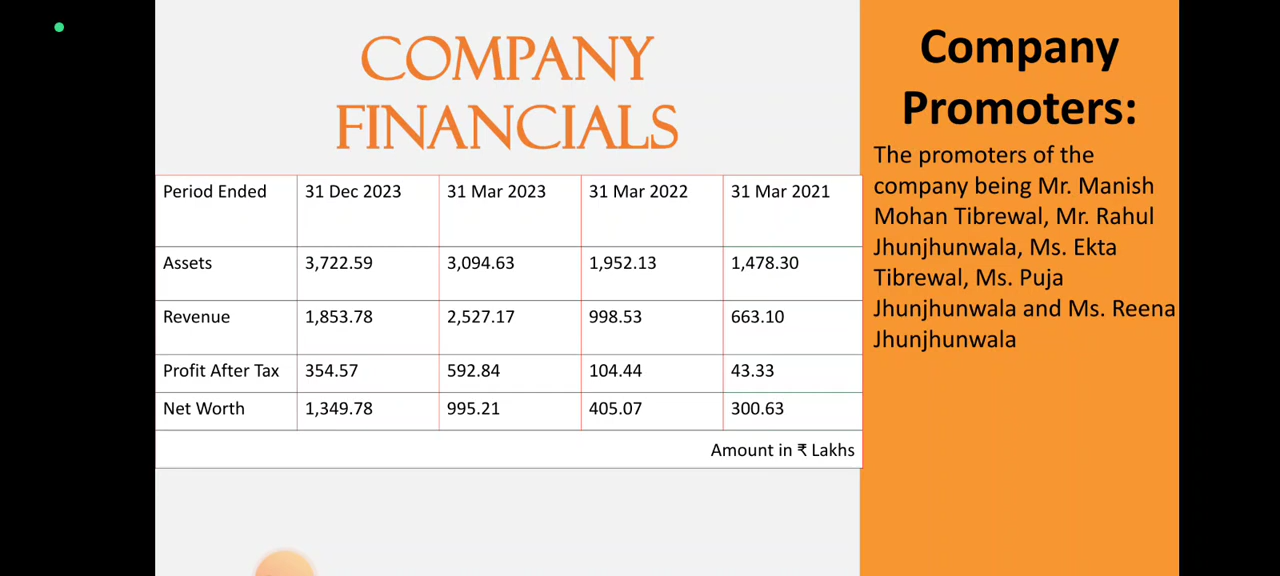 COMPANY
FINANCIALS
Period Ended 31 Dec 2023 31 Mar 2023 31 Mar 2022 31 Mar 2021
Assets 3,722.59 3,094.63 1,952.13 1,478.30
Revenue 1,853.78 2,527.17 998.53 663.10
Profit After Tax 354.57 592.84 104.44 43.33
Net Worth 1,349.78 995.21 405.07 300.63
Amount in ₹ Lakhs
Company
Promoters:
The promoters of the
company being Mr. Manish
Mohan Tibrewal, Mr. Rahul
Jhunjhunwala, Ms. Ekta
Tibrewal, Ms. Puja
Jhunjhunwala and Ms. Reena
Jhunjhunwala